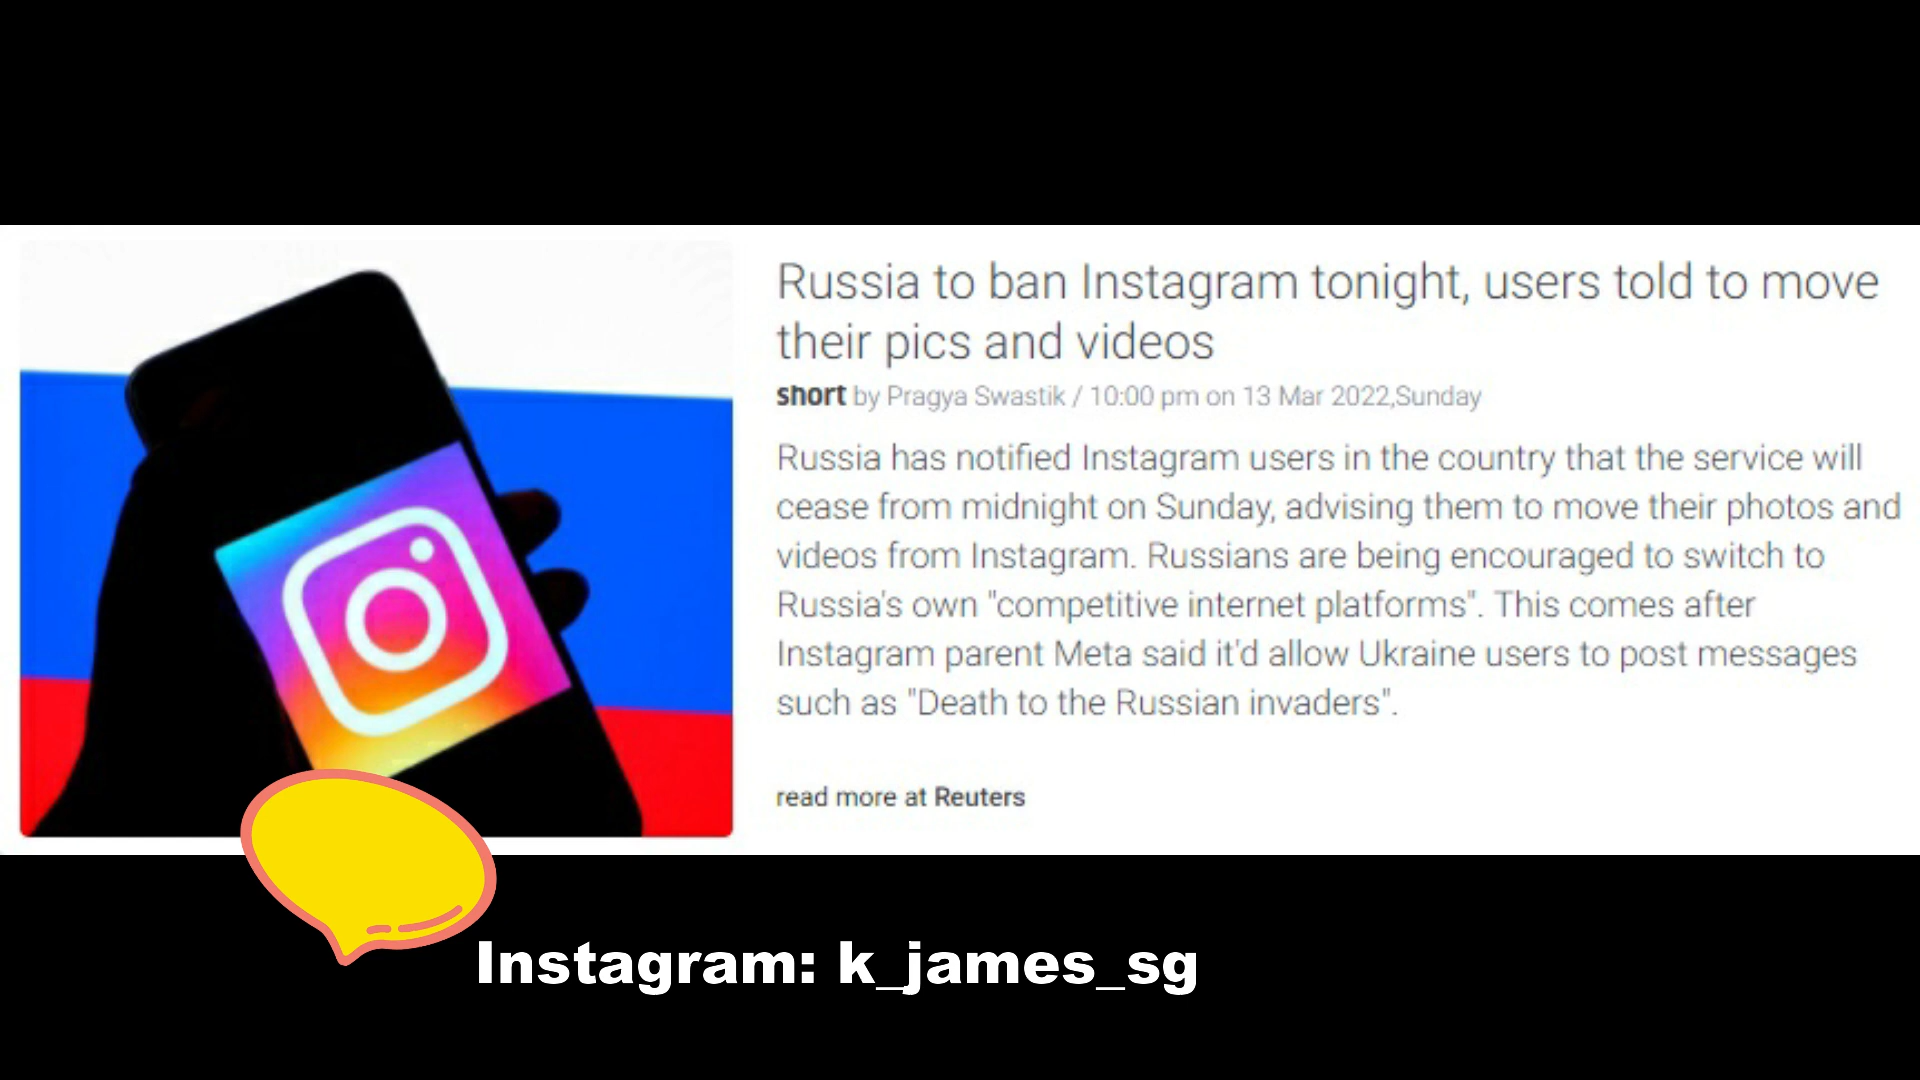 Russia to ban Instagram tonight, users told to move
their pics and videos
short by Pragya Swastik / 10:00 pm on 13 Mar 2022,Sunday
Russia has notified Instagram users in the country that the service will
cease from midnight on Sunday, advising them to move their photos and
videos from Instagram. Russians are being encouraged to switch to
Russia's own "competitive internet platforms". This comes after
Instagram parent Meta said it'd allow Ukraine users to post messages
such as "Death to the Russian invaders".
read more at Reuters
Instagram: k_james_sg